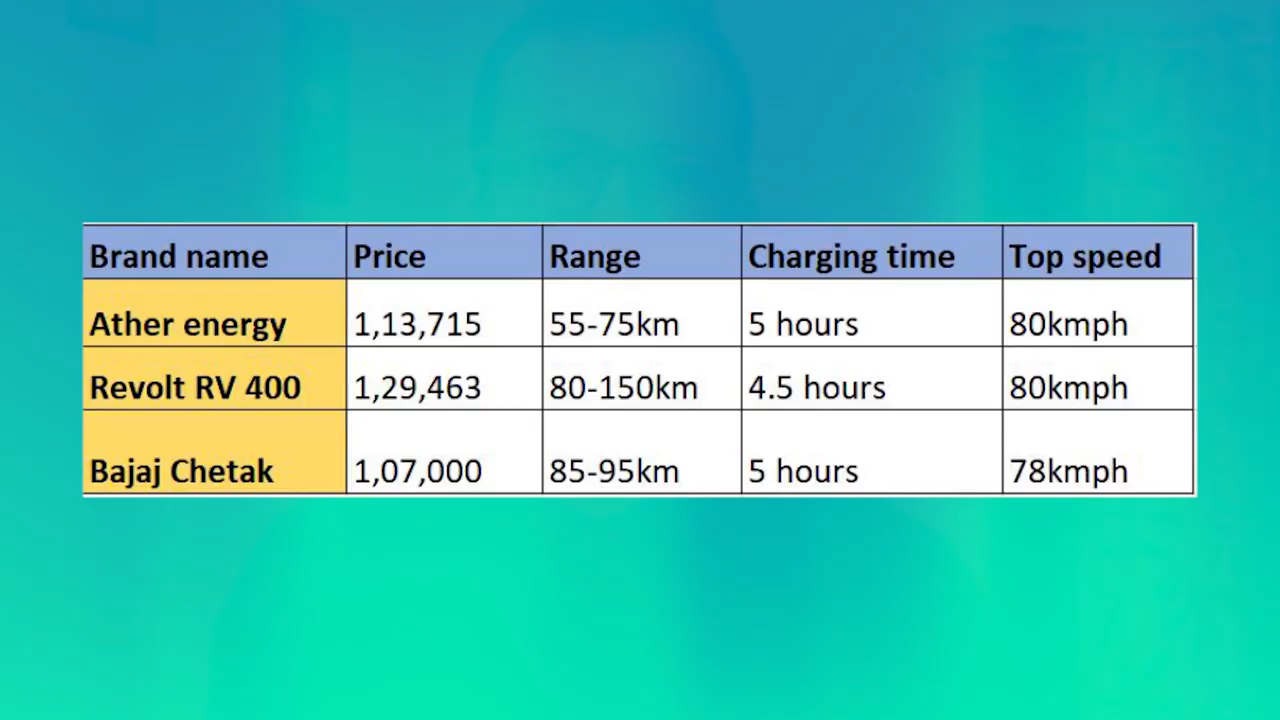 Brand name Price Range Charging time Top speed
Ather energy 1,13,715 55-75km 5 hours 80kmph
Revolt RV 400 1,29,463 80-150km 4.5 hours 80kmph
Bajaj Chetak 1,07,000 85-95km 5 hours 78kmph